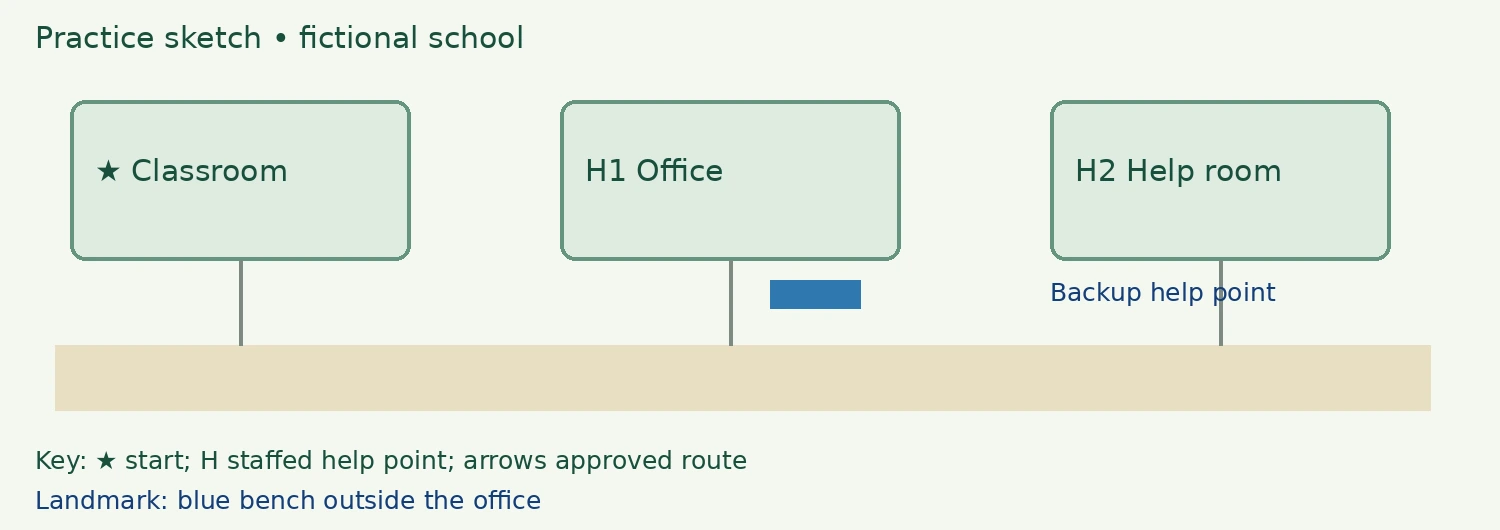 Practice sketch • fictional school
★ Classroom
H1 Office
H2 Help room
Backup help point
Key: ★ start; H staffed help point; arrows approved route
Landmark: blue bench outside the office